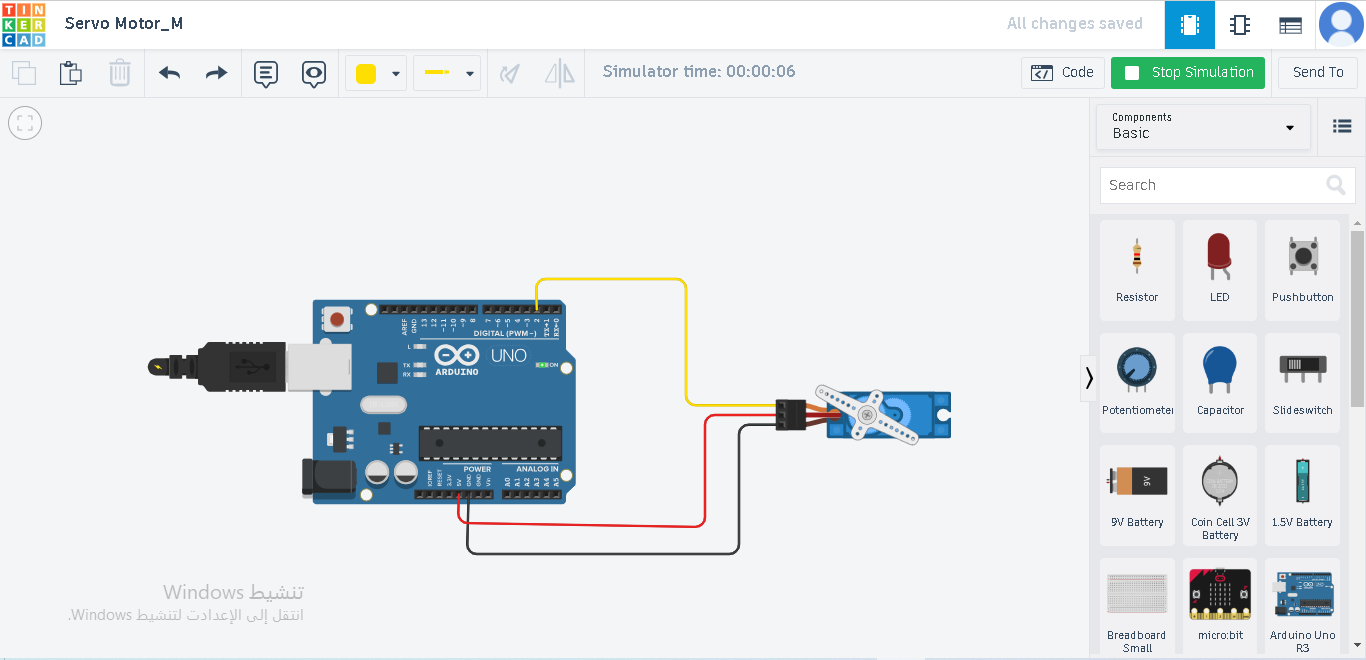 TIN
KER
CAD
Servo Motor_M
All changes saved
Simulator time: 00:00:06
Code
Stop Simulation
Send To
Components
Basic
Search
Resistor
LED
Pushbutton
Potentiometer
Capacitor
Slideswitch
9V
9V Battery
Coin Cell 3V
Battery
1.5V Battery
Breadboard
Small
micro:bit
Arduino Uno
R3
AREF
GND
13
12
~11
~10
~9
8
7
~6
~5
4
~3
2
TX→1
RX←0
DIGITAL (PWM~)
L
TX
RX
UNO
ARDUINO
ON
POWER
ANALOG IN
IOREF
RESET
3.3V
5V
GND
GND
Vin
A0
A1
A2
A3
A4
A5
تنشيط Windows
انتقل إلى الإعدادت لتنشيط Windows.